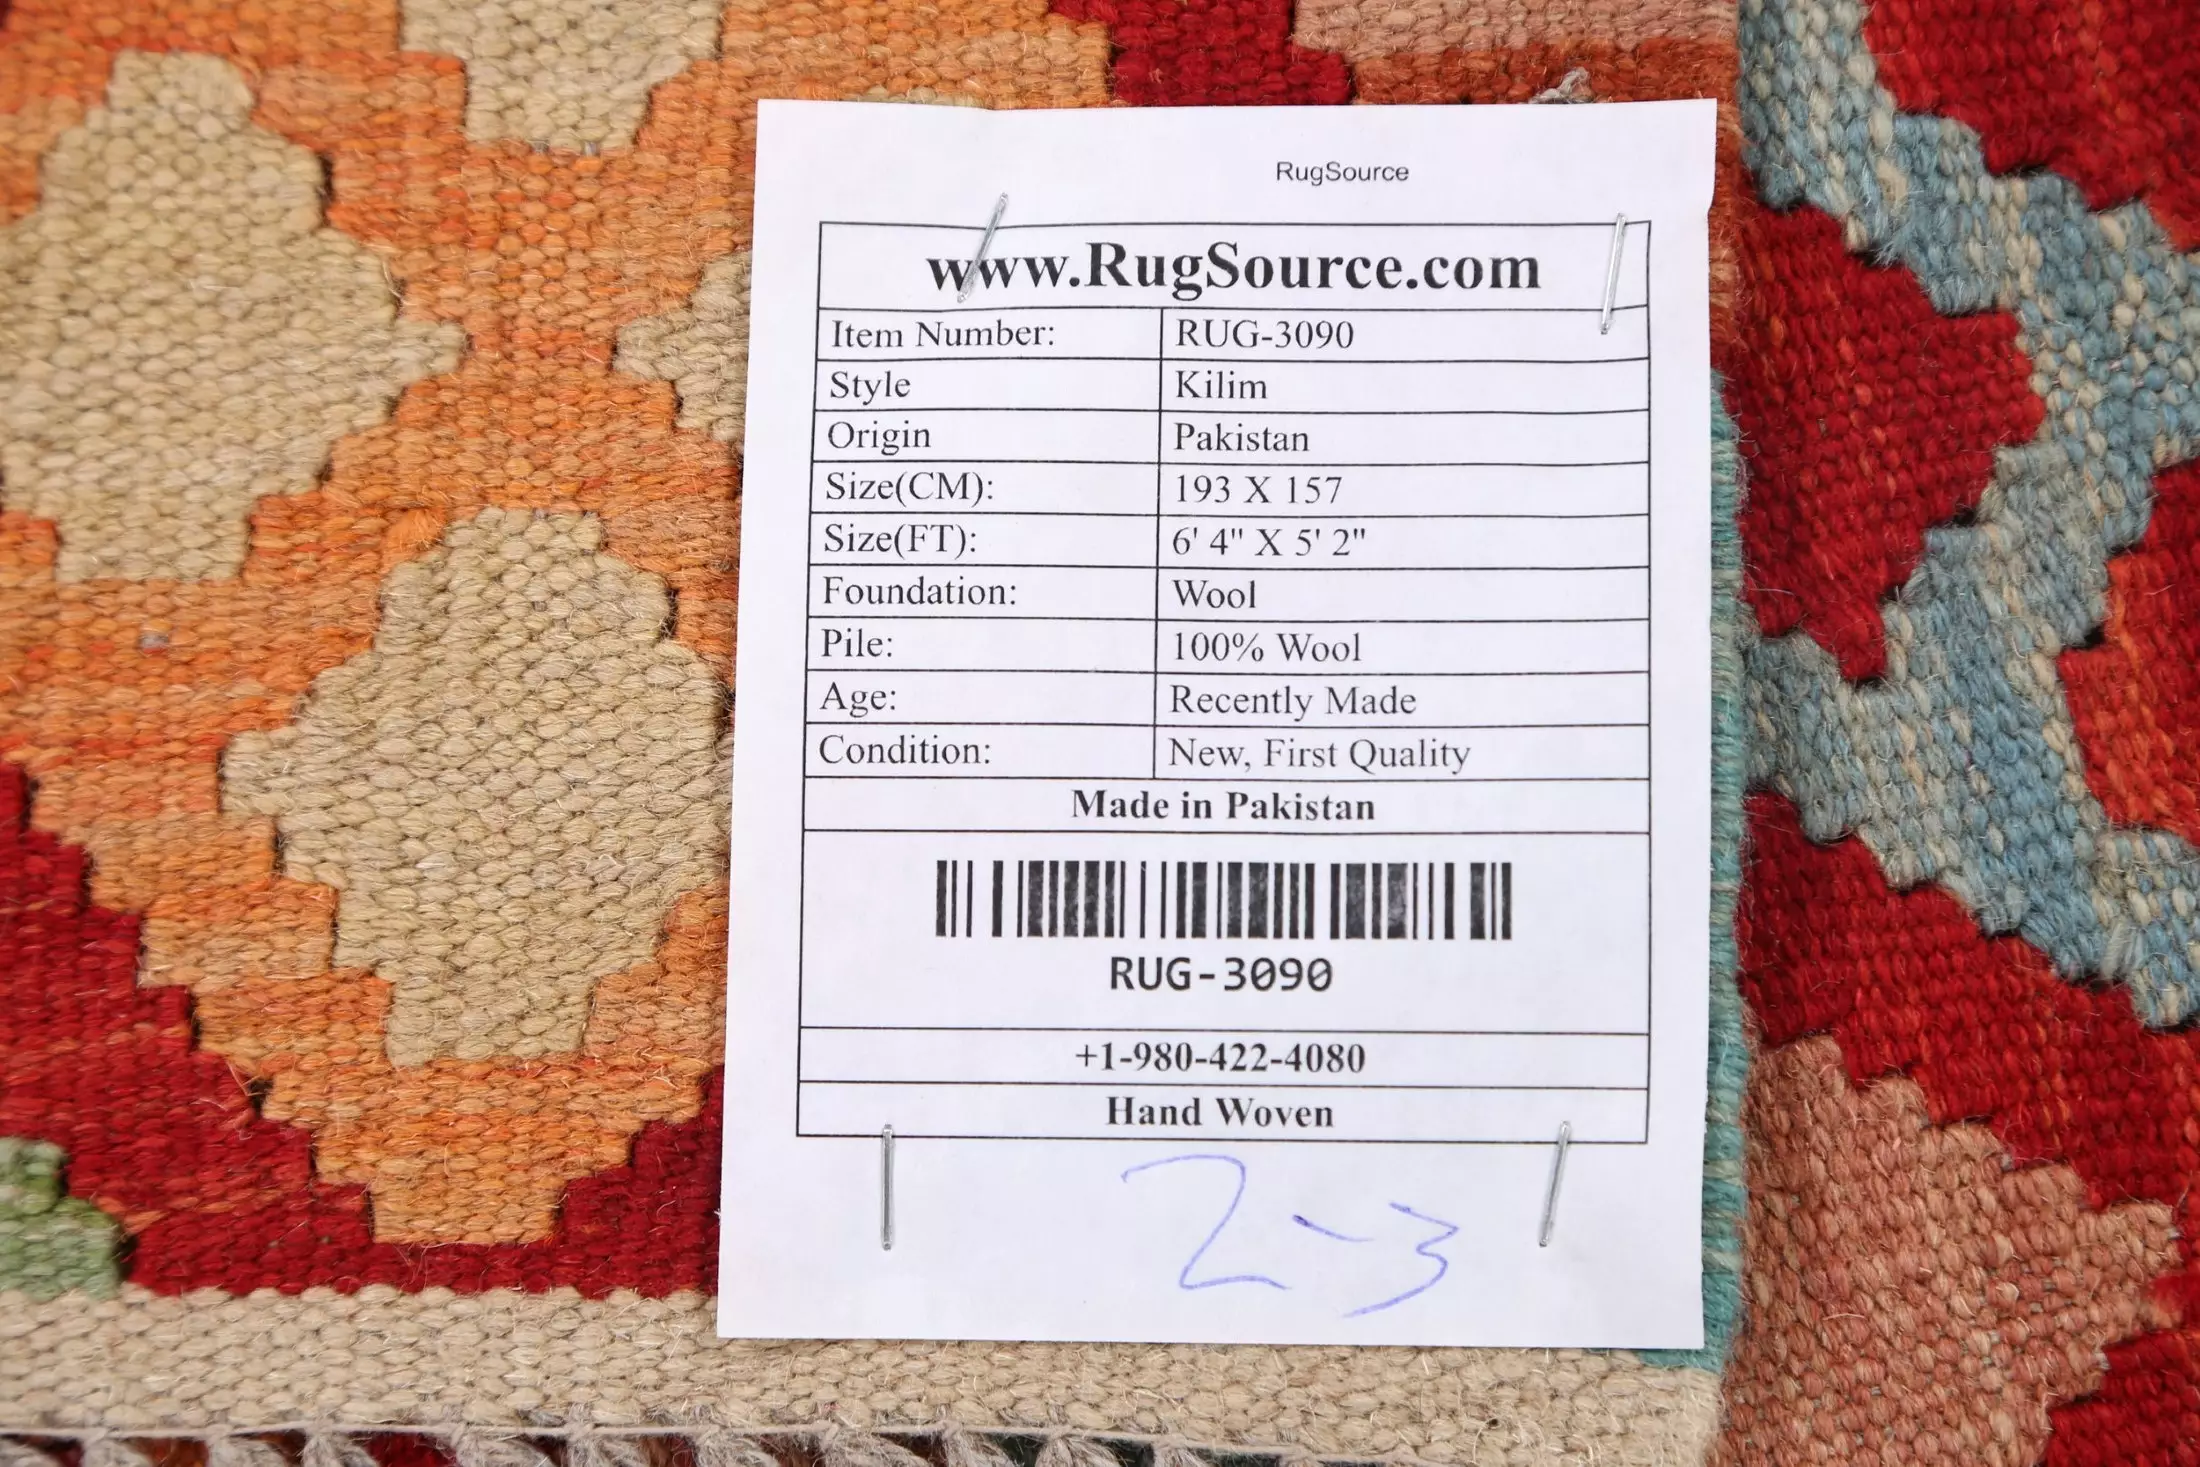 RugSource
www.RugSource.com
Item Number: RUG-3090
Style Kilim
Origin Pakistan
Size(CM): 193 X 157
Size(FT): 6' 4" X 5' 2"
Foundation: Wool
Pile: 100% Wool
Age: Recently Made
Condition: New, First Quality
Made in Pakistan
RUG-3090
+1-980-422-4080
Hand Woven
2-3